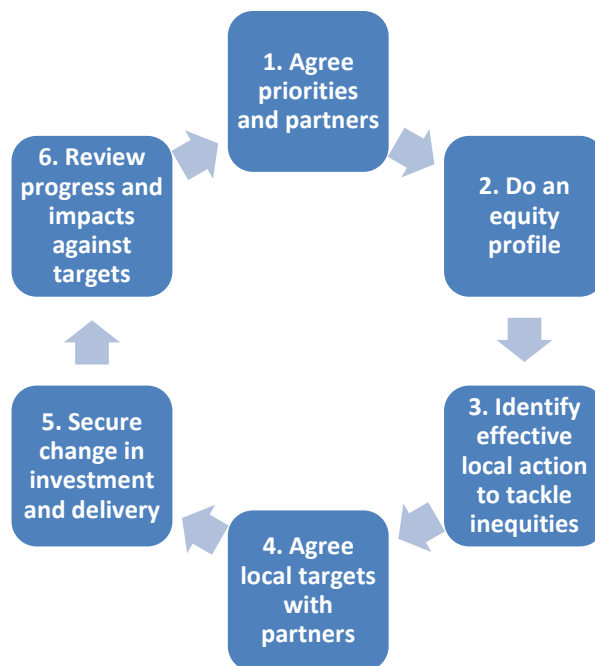 1. Agree
priorities
and partners
2. Do an
equity
profile
3. Identify
effective
local action
to tackle
inequities
4. Agree
local targets
with
partners
5. Secure
change in
investment
and delivery
6. Review
progress and
impacts
against
targets